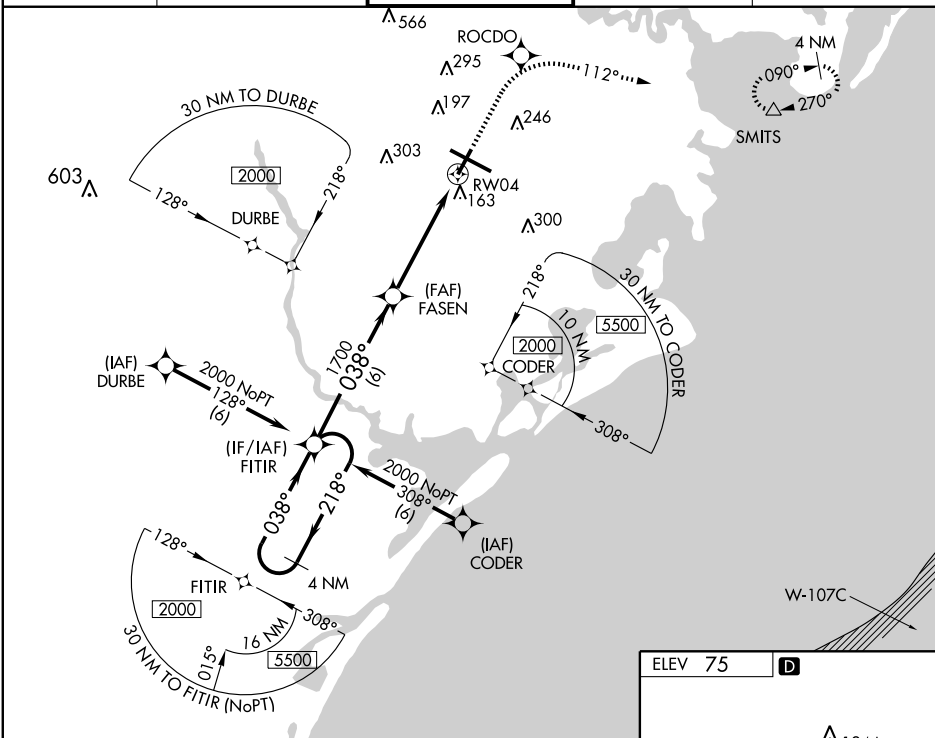 566
ROCDO
295
4 NM
090°
112°
270°
SMITS
30 NM TO DURBE
197
246
303
2000
603
RW04
163
128°
218°
DURBE
300
(FAF)
FASEN
218°
30 NM TO CODER
10 NM
5500
2000
CODER
1700
038°
(6)
(IAF)
DURBE
2000 NoPT
128°
(6)
308°
(IF/IAF)
FITIR
2000 NoPT
308°
(6)
038°
218°
(IAF)
CODER
128°
4 NM
FITIR
W-107C
2000
308°
16 NM
015°
5500
30 NM TO FITIR (NoPT)
ELEV 75
D